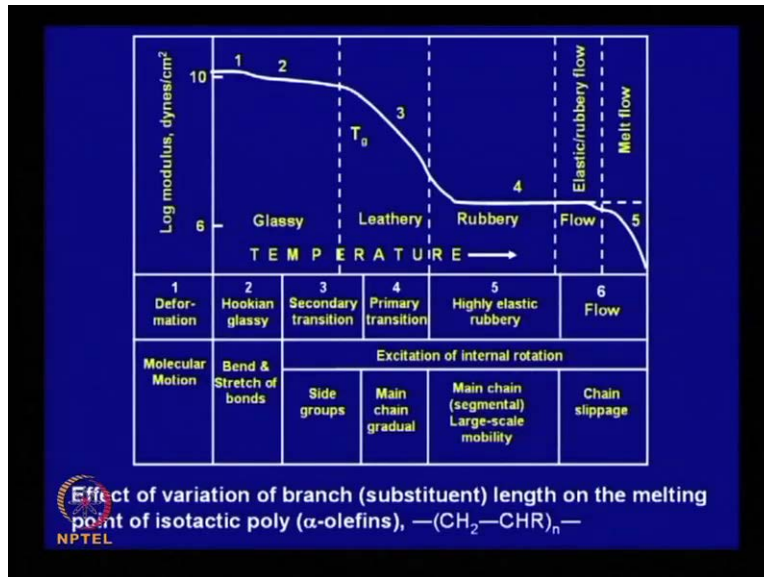 Log modulus, dynes/cm²
10
6
1
2
3
4
5
Tg
Elastic/rubbery flow
Melt flow
Glassy
Leathery
Rubbery
Flow
TEMPERATURE
1
Defor-
mation
2
Hookian
glassy
3
Secondary
transition
4
Primary
transition
5
Highly elastic
rubbery
6
Flow
Molecular
Motion
Bend &
Stretch of
bonds
Excitation of internal rotation
Side
groups
Main
chain
gradual
Main chain
(segmental)
Large-scale
mobility
Chain
slippage
Effect of variation of branch (substituent) length on the melting
point of isotactic poly (α-olefins), —(CH₂—CHR)ₙ—
NPTEL